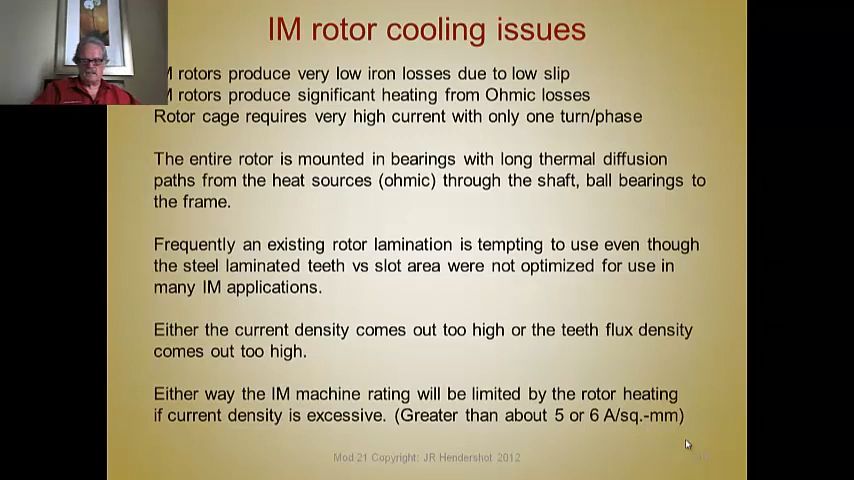 IM rotor cooling issues
M rotors produce very low iron losses due to low slip
M rotors produce significant heating from Ohmic losses
Rotor cage requires very high current with only one turn/phase
The entire rotor is mounted in bearings with long thermal diffusion
paths from the heat sources (ohmic) through the shaft, ball bearings to
the frame.
Frequently an existing rotor lamination is tempting to use even though
the steel laminated teeth vs slot area were not optimized for use in
many IM applications.
Either the current density comes out too high or the teeth flux density
comes out too high.
Either way the IM machine rating will be limited by the rotor heating
if current density is excessive. (Greater than about 5 or 6 A/sq.-mm)
Mod 21 Copyright: JR Hendershot 2012